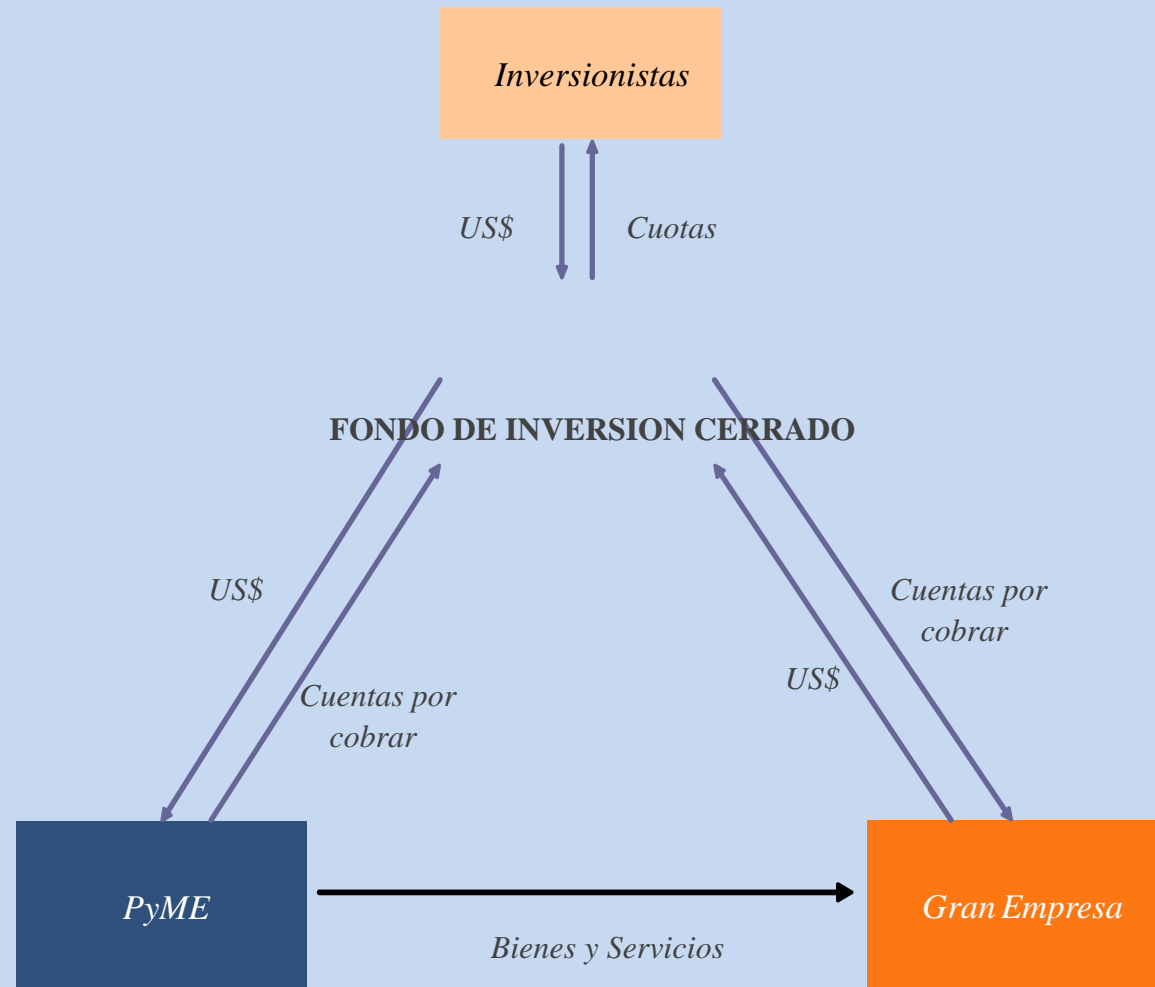 Inversionistas
US$
Cuotas
FONDO DE INVERSION CERRADO
US$
Cuentas por
cobrar
Cuentas por
cobrar
US$
PyME
Gran Empresa
Bienes y Servicios